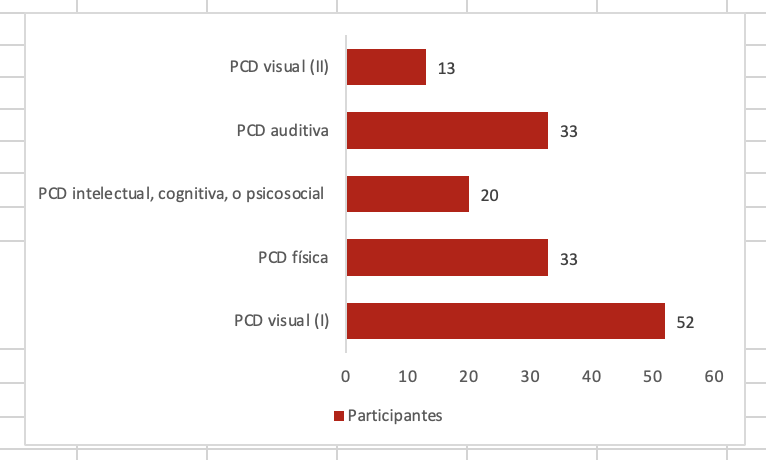 PCD visual (II) 13
PCD auditiva 33
PCD intelectual, cognitiva, o psicosocial 20
PCD física 33
PCD visual (I) 52
0 10 20 30 40 50 60
Participantes